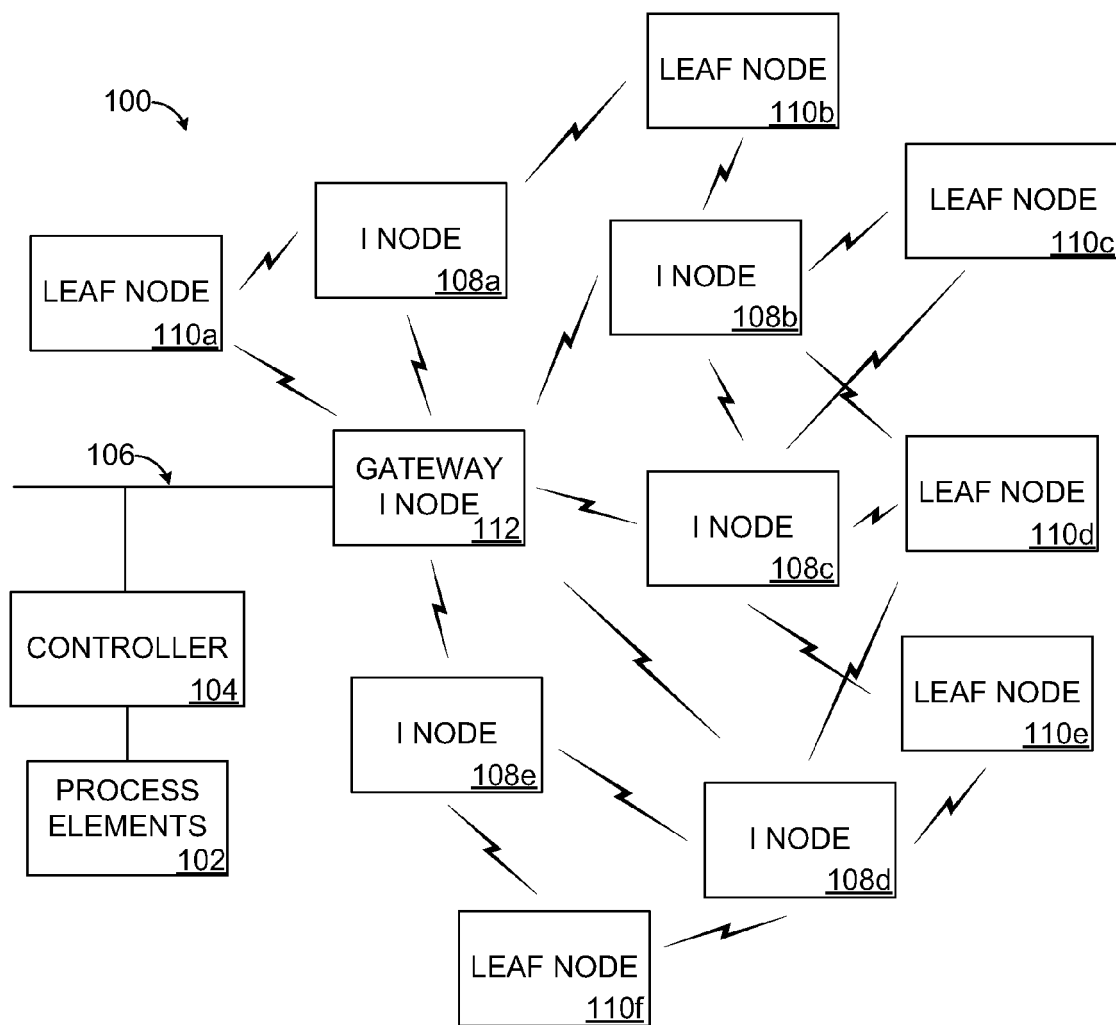 100
LEAF NODE
110b
I NODE
108a
LEAF NODE
110c
LEAF NODE
110a
I NODE
108b
106
GATEWAY
I NODE
112
LEAF NODE
110d
I NODE
108c
CONTROLLER
104
LEAF NODE
110e
I NODE
108e
PROCESS
ELEMENTS
102
I NODE
108d
LEAF NODE
110f